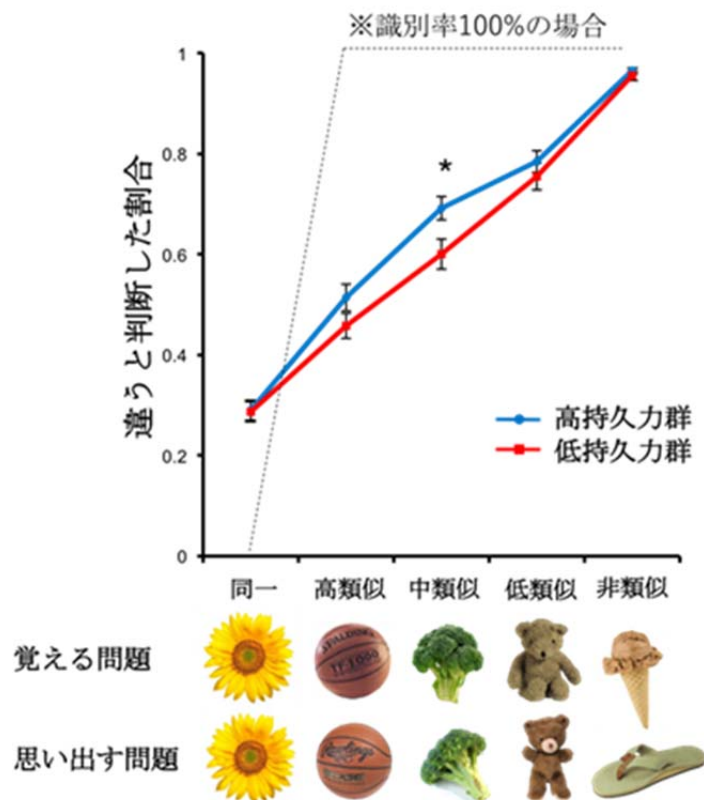 ※識別率100%の場合
違うと判断した割合
1
0.8
0.6
0.4
0.2
0
*
高持久力群
低持久力群
同一 高類似 中類似 低類似 非類似
覚える問題
SPALDING
TF-1000
思い出す問題
Rawlings